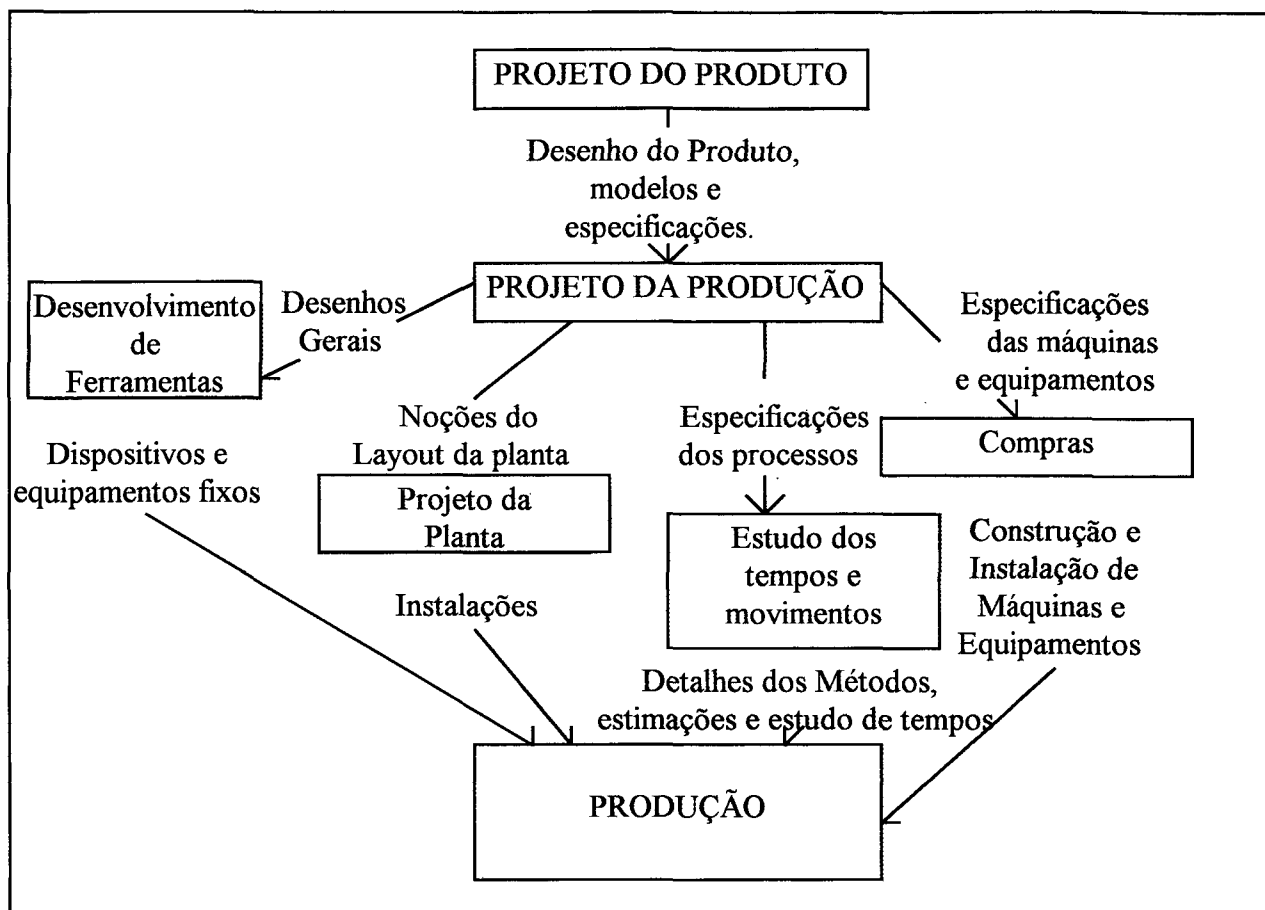 PROJETO DO PRODUTO
Desenho do Produto,
modelos e
especificações.
PROJETO DA PRODUÇÃO
Desenvolvimento
de
Ferramentas
Desenhos
Gerais
Especificações
das máquinas
e equipamentos
Noções do
Layout da planta
Especificações
dos processos
Compras
Dispositivos e
equipamentos fixos
Projeto da
Planta
Estudo dos
tempos e
movimentos
Construção e
Instalação de
Máquinas e
Equipamentos
Instalações
Detalhes dos Métodos,
estimações e estudo de tempos
PRODUÇÃO